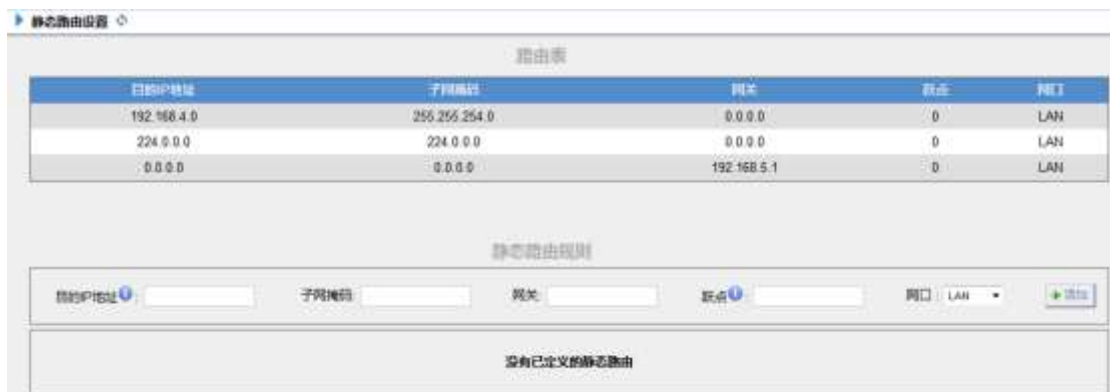 静态路由设置
路由表
目的IP地址 子网掩码 网关 跃点 网口
192.168.4.0 255.255.254.0 0.0.0.0 0 LAN
224.0.0.0 224.0.0.0 0.0.0.0 0 LAN
0.0.0.0 0.0.0.0 192.168.5.1 0 LAN
静态路由规则
目的IP地址: 子网掩码: 网关: 跃点: 网口: LAN 添加
没有已定义的静态路由